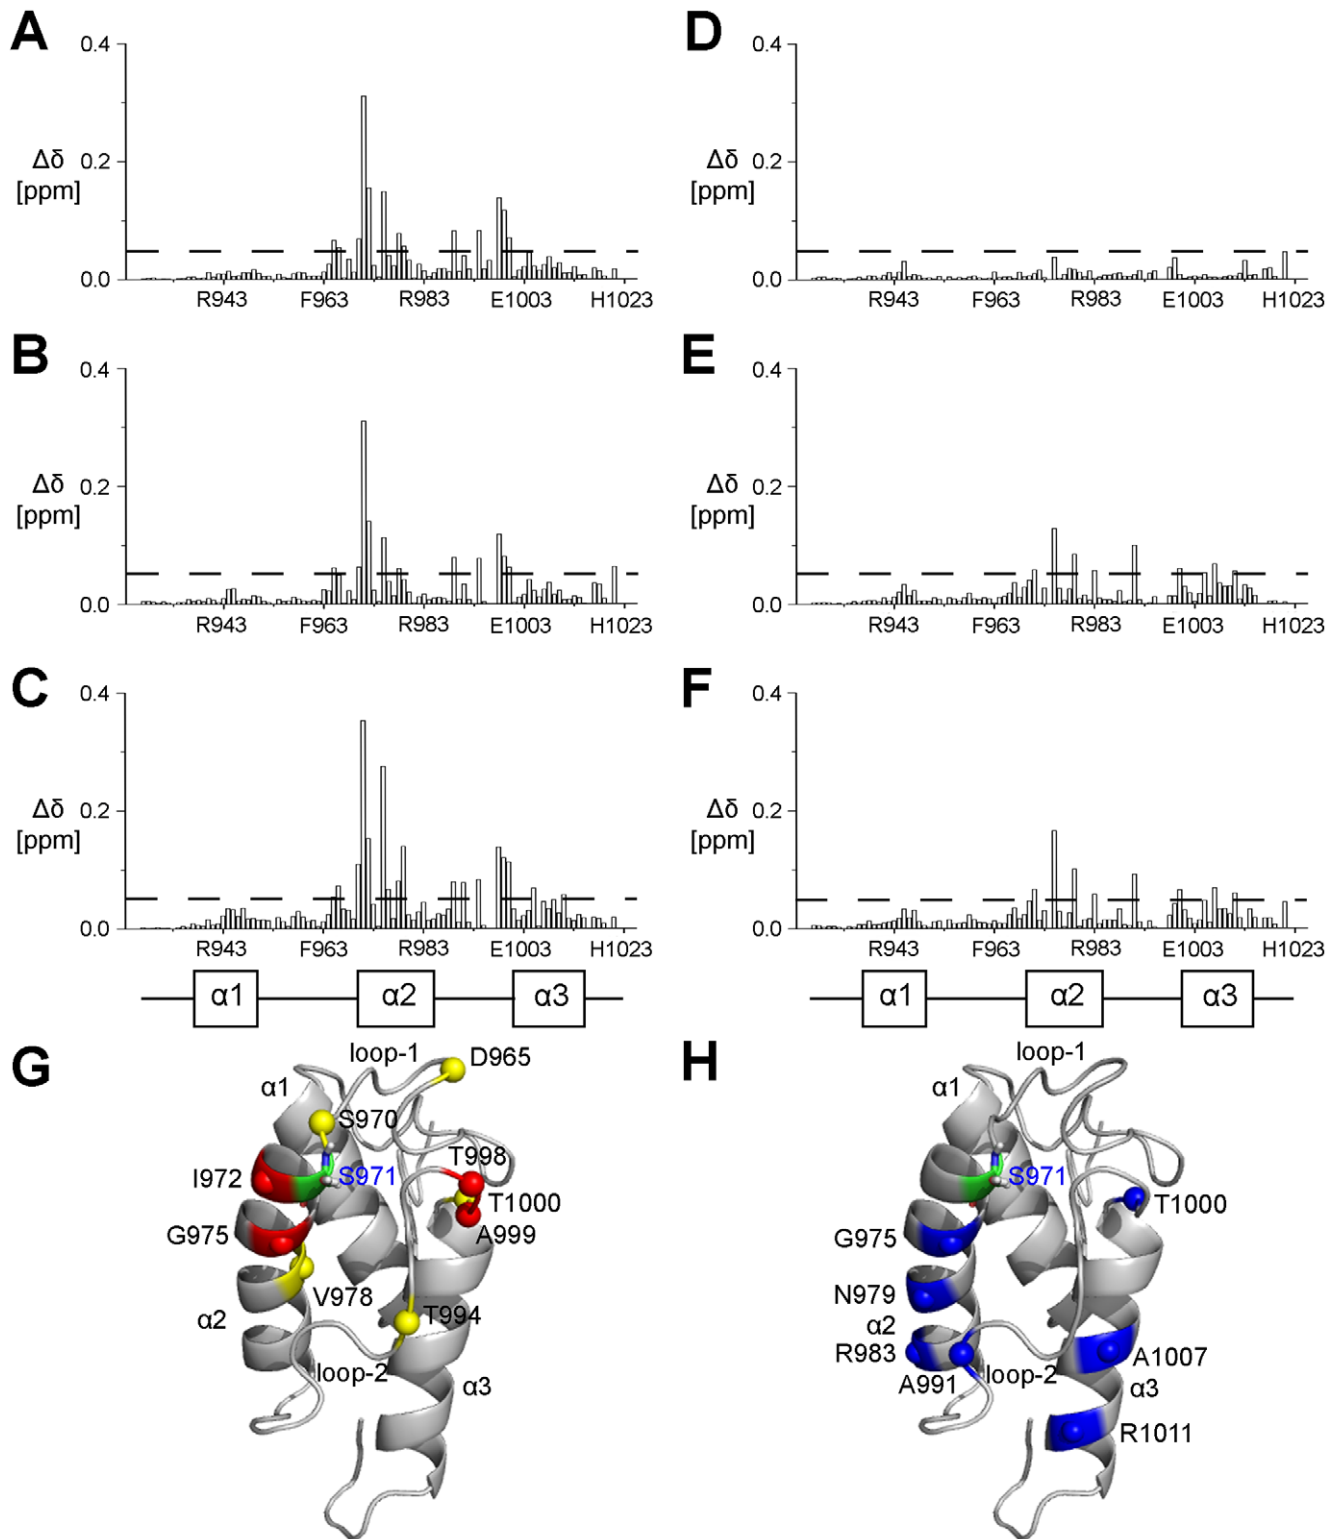 A
0.4
Δδ 0.2
[ppm]
0.0
R943 F963 R983 E1003 H1023
D
0.4
Δδ 0.2
[ppm]
0.0
R943 F963 R983 E1003 H1023
B
0.4
Δδ 0.2
[ppm]
0.0
R943 F963 R983 E1003 H1023
E
0.4
Δδ 0.2
[ppm]
0.0
R943 F963 R983 E1003 H1023
C
0.4
Δδ 0.2
[ppm]
0.0
R943 F963 R983 E1003 H1023
α1 α2 α3
F
0.4
Δδ 0.2
[ppm]
0.0
R943 F963 R983 E1003 H1023
α1 α2 α3
G
loop-1
D965
α1
S970
T998
I972
S971
T1000
G975
A999
V978
T994
α2
loop-2
α3
H
loop-1
α1
S971
T1000
G975
N979
α2
R983
A1007
A991
loop-2
α3
R1011